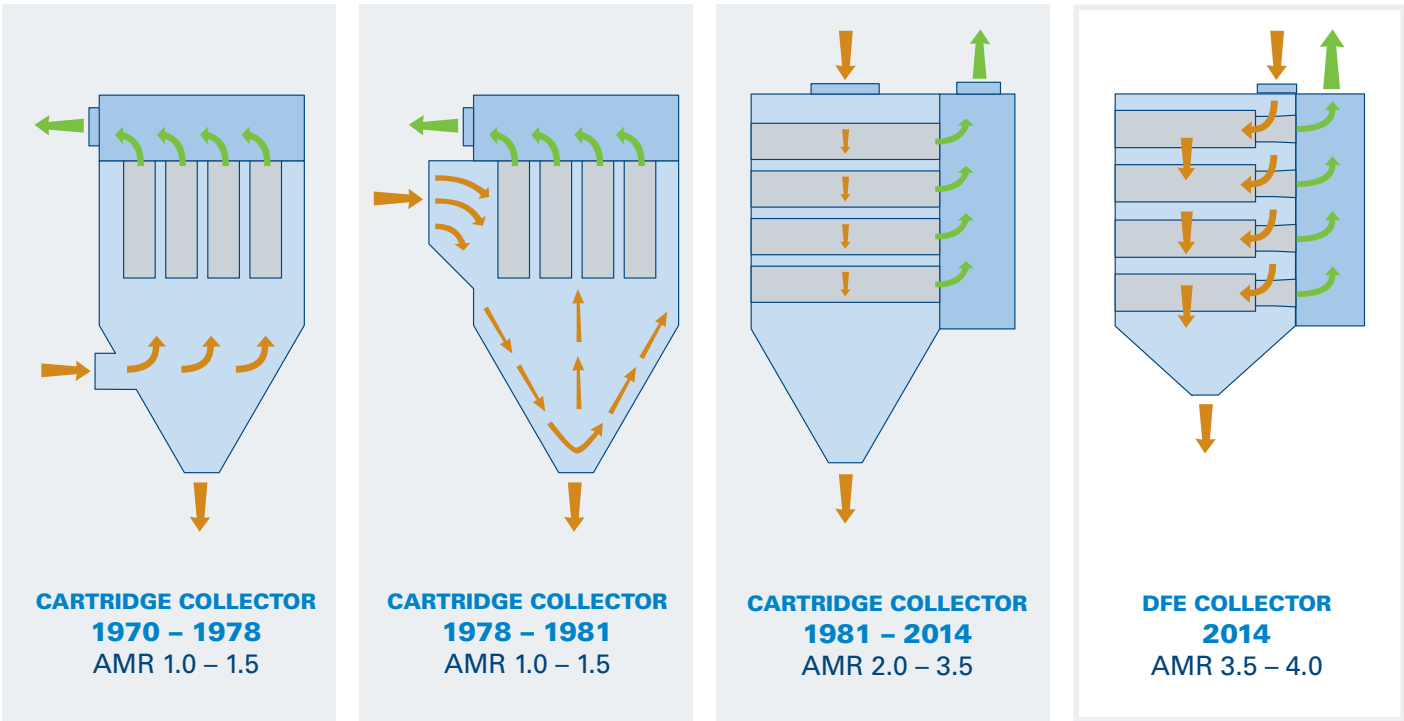 CARTRIDGE COLLECTOR
1970 – 1978
AMR 1.0 – 1.5
CARTRIDGE COLLECTOR
1978 – 1981
AMR 1.0 – 1.5
CARTRIDGE COLLECTOR
1981 – 2014
AMR 2.0 – 3.5
DFE COLLECTOR
2014
AMR 3.5 – 4.0